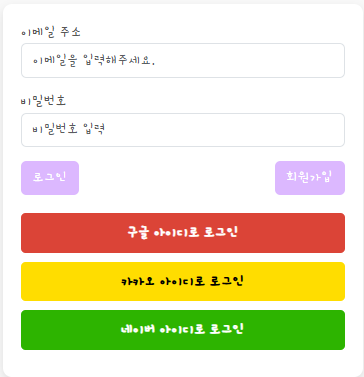 이메일 주소
이메일을 입력해주세요.
비밀번호
비밀번호 입력
로그인
회원가입
구글 아이디로 로그인
카카오 아이디로 로그인
네이버 아이디로 로그인